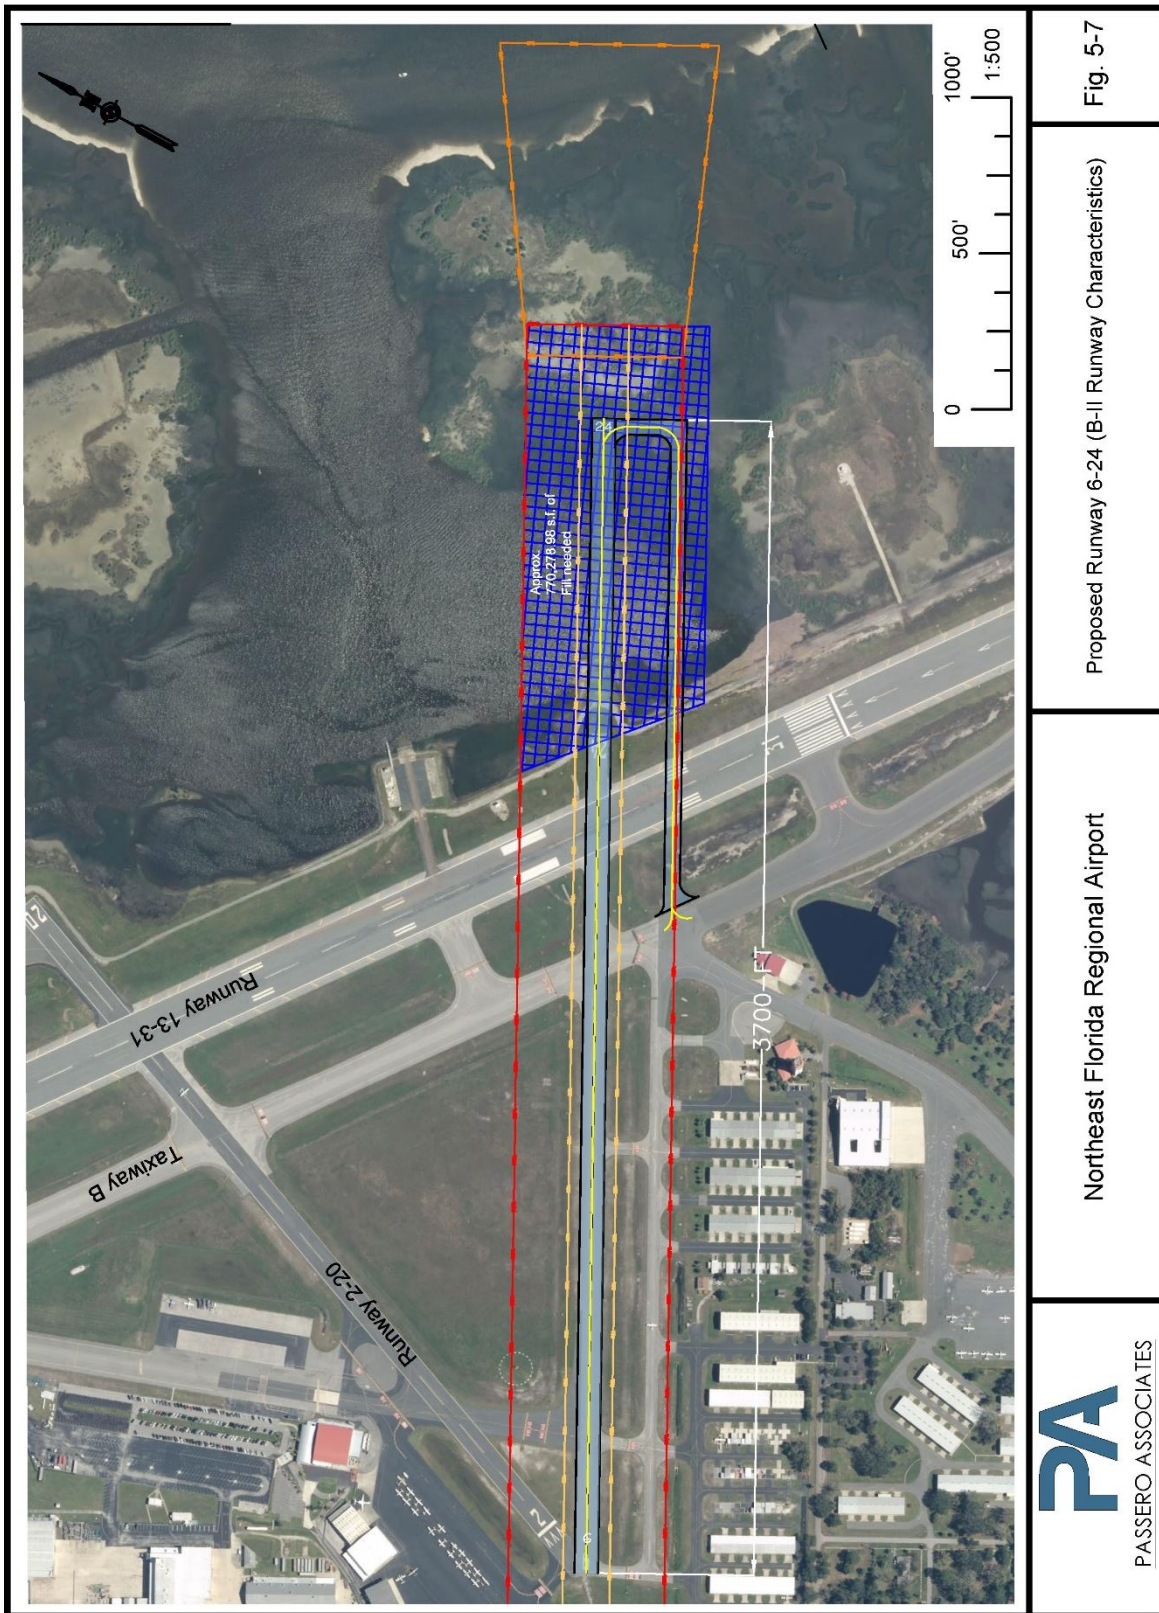 Fig. 5-7
Proposed Runway 6-24 (B-II Runway Characteristics)
Northeast Florida Regional Airport
PA
PASSERO ASSOCIATES
0
500'
1000'
1:500
Approx.
770,278.98 s.f. of
Fill needed
24
6
3700-FT
Runway 13-31
Taxiway B
Runway 2-20
31
20
2